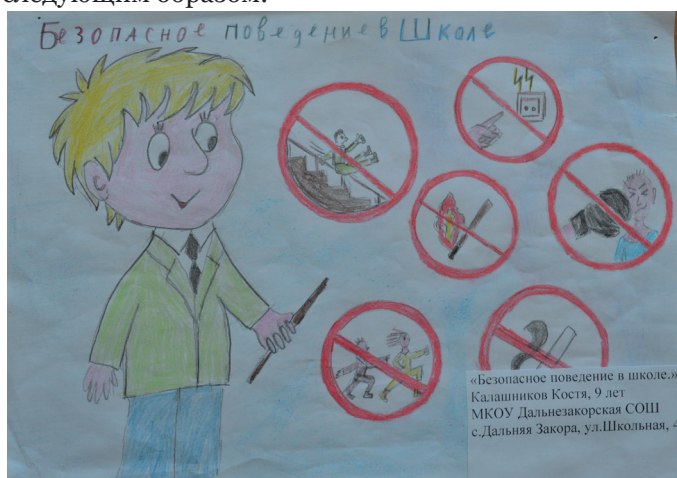 следующим образом:
Безопасное поведение в Школе
«Безопасное поведение в школе.»
Калашников Костя, 9 лет
МКОУ Дальнезакорская СОШ
с.Дальняя Закора, ул.Школьная,